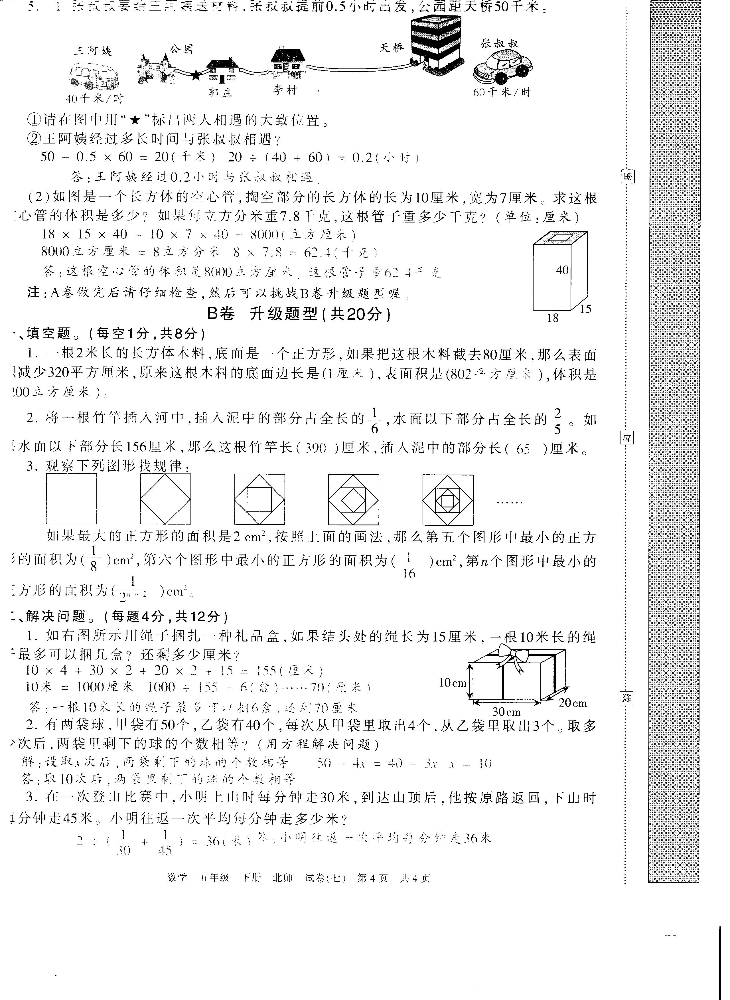 5. 1 张叔叔要给王阿姨送材料,张叔叔提前0.5小时出发,公园距天桥50千米。
王阿姨 公园 天桥 张叔叔
公园
郭庄 李村
40千米/时 60千米/时
①请在图中用“★”标出两人相遇的大致位置。
②王阿姨经过多长时间与张叔叔相遇?
50 - 0.5 × 60 = 20(千米) 20 ÷ (40 + 60) = 0.2(小时)
答:王阿姨经过0.2小时与张叔叔相遇
(2)如图是一个长方体的空心管,掏空部分的长方体的长为10厘米,宽为7厘米。求这根
心管的体积是多少? 如果每立方分米重7.8千克,这根管子重多少千克? (单位:厘米)
18 × 15 × 40 - 10 × 7 × 40 = 8000(立方厘米)
8000立方厘米 = 8立方分米 8 × 7.8 = 62.4(千克)
答:这根空心管的体积是8000立方厘米。这根管子重62.4千克
40
15
18
注:A卷做完后请仔细检查,然后可以挑战B卷升级题型喔。
B卷 升级题型(共20分)
、填空题。(每空1分,共8分)
1. 一根2米长的长方体木料,底面是一个正方形,如果把这根木料截去80厘米,那么表面
减少320平方厘米,原来这根木料的底面边长是(1厘米),表面积是(802平方厘米),体积是
00立方厘米)。
2. 将一根竹竿插入河中,插入泥中的部分占全长的1/6,水面以下部分占全长的2/5。如
水面以下部分长156厘米,那么这根竹竿长( 390 )厘米,插入泥中的部分长( 65 )厘米。
3. 观察下列图形找规律:
……
如果最大的正方形的面积是2 cm²,按照上面的画法,那么第五个图形中最小的正方
的面积为(1/8)cm²,第六个图形中最小的正方形的面积为(1/16)cm²,第n个图形中最小的
方形的面积为(1/2ⁿ⁻²)cm²。
、解决问题。(每题4分,共12分)
1. 如右图所示用绳子捆扎一种礼品盒,如果结头处的绳长为15厘米,一根10米长的绳
最多可以捆几盒? 还剩多少厘米?
10 × 4 + 30 × 2 + 20 × 2 + 15 = 155(厘米)
10米 = 1000厘米 1000 ÷ 155 = 6(盒)……70(厘米)
答:一根10米长的绳子最多可以捆6盒,还剩70厘米
10cm
30cm
20cm
2. 有两袋球,甲袋有50个,乙袋有40个,每次从甲袋里取出4个,从乙袋里取出3个。取多
次后,两袋里剩下的球的个数相等? (用方程解决问题)
解:设取x次后,两袋剩下的球的个数相等 50 - 4x = 40 - 3x x = 10
答:取10次后,两袋里剩下的球的个数相等
3. 在一次登山比赛中,小明上山时每分钟走30米,到达山顶后,他按原路返回,下山时
分钟走45米。小明往返一次平均每分钟走多少米?
2 ÷ (1/30 + 1/45) = 36(米) 答:小明往返一次平均每分钟走36米
数学 五年级 下册 北师 试卷(七) 第4页 共4页
密
封
线